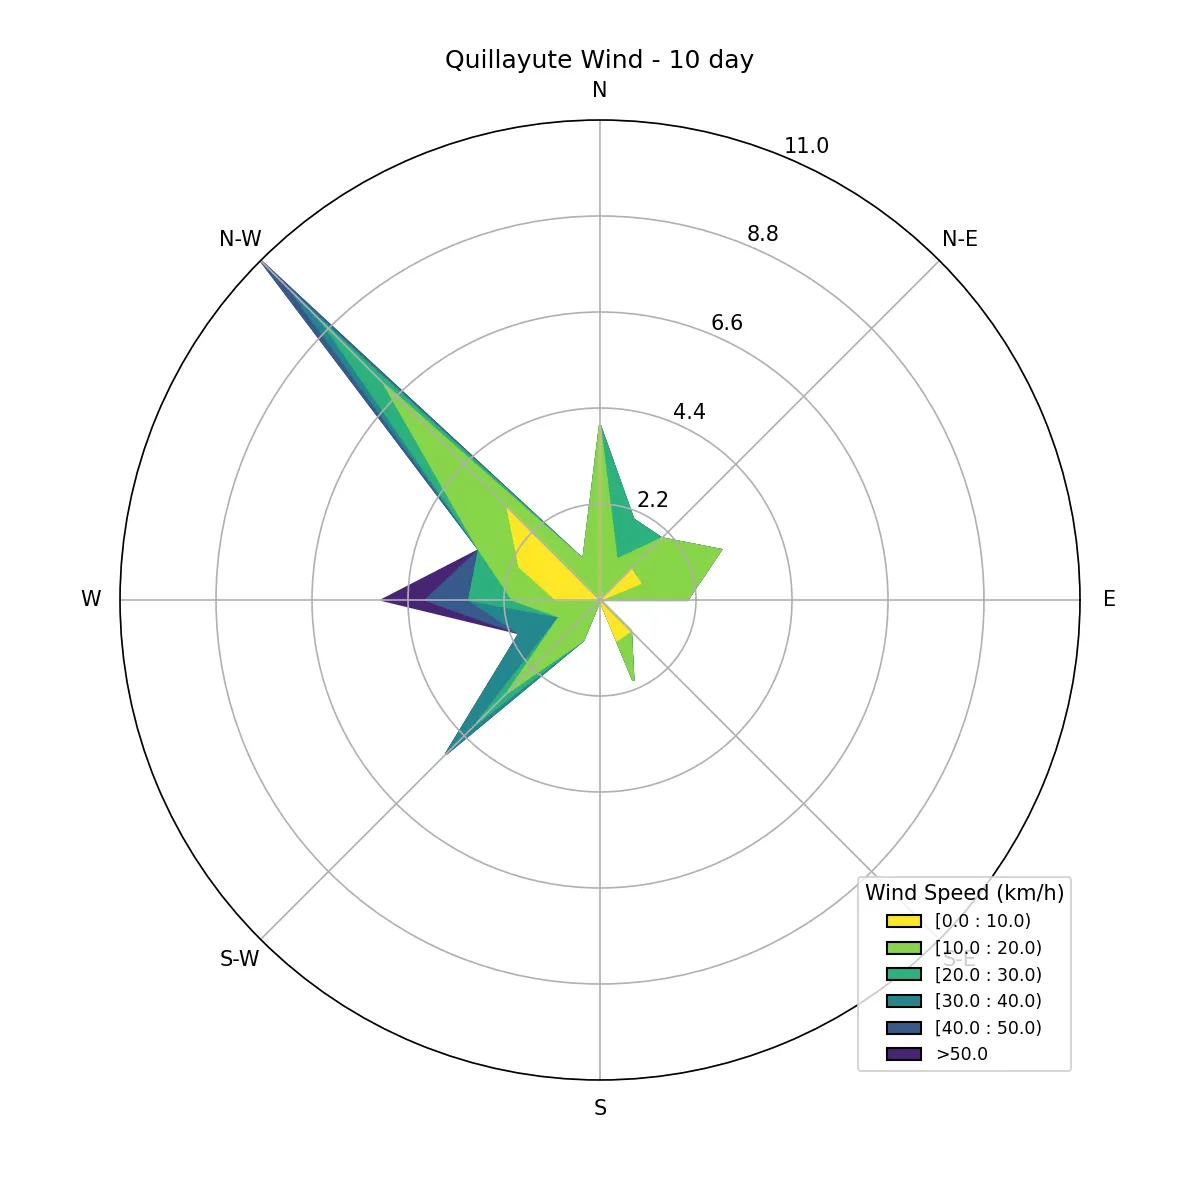 Quillayute Wind - 10 day
N
11.0
N-W
8.8
N-E
6.6
4.4
2.2
W
E
S-W
S-E
S
Wind Speed (km/h)
[0.0 : 10.0)
[10.0 : 20.0)
[20.0 : 30.0)
[30.0 : 40.0)
[40.0 : 50.0)
>50.0